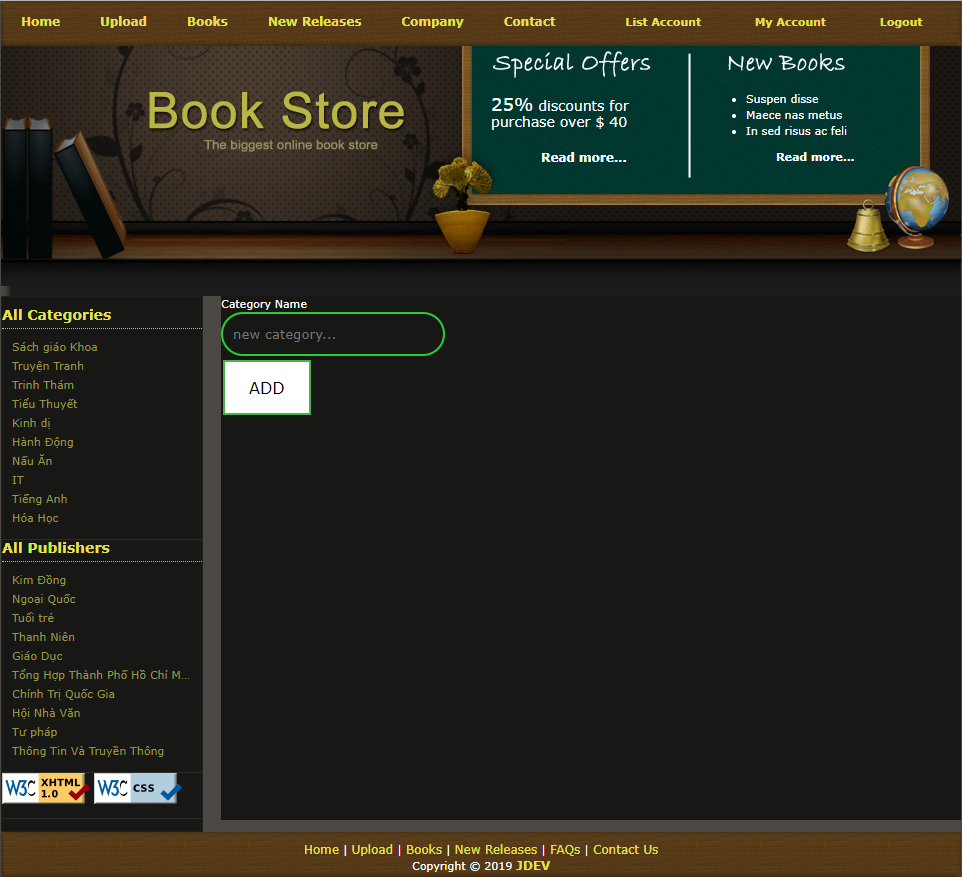 Home Upload Books New Releases Company Contact List Account My Account Logout
Book Store
The biggest online book store
Special Offers
25% discounts for
purchase over $ 40
Read more...
New Books
Suspen disse
Maece nas metus
In sed risus ac feli
Read more...
All Categories
Sách giáo Khoa
Truyện Tranh
Trinh Thám
Tiểu Thuyết
Kinh dị
Hành Động
Nấu Ăn
IT
Tiếng Anh
Hóa Học
All Publishers
Kim Đồng
Ngoại Quốc
Tuổi trẻ
Thanh Niên
Giáo Dục
Tổng Hợp Thành Phố Hồ Chí M...
Chính Trị Quốc Gia
Hội Nhà Văn
Tư pháp
Thông Tin Và Truyền Thông
W3C XHTML 1.0
W3C CSS
Category Name
new category...
ADD
Home | Upload | Books | New Releases | FAQs | Contact Us
Copyright © 2019 JDEV